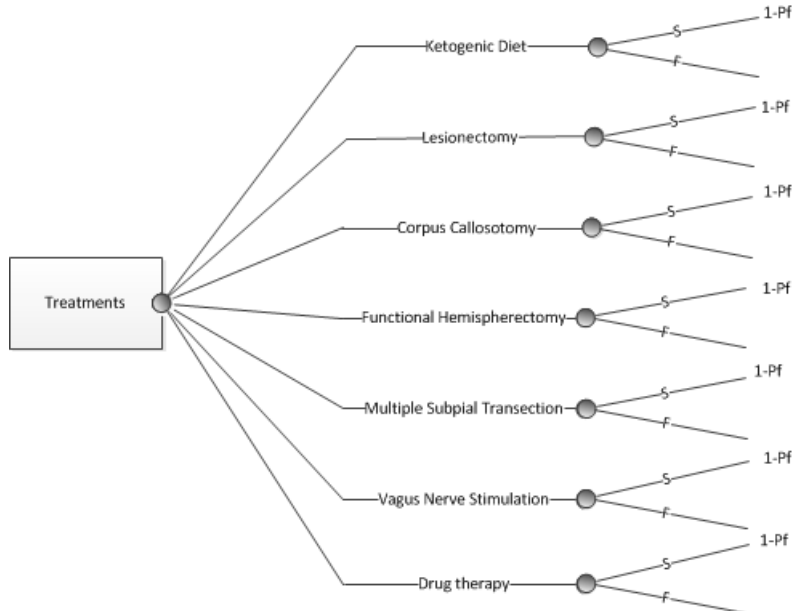 1-Pf
S
Ketogenic Diet
F
1-Pf
S
Lesionectomy
F
1-Pf
S
Corpus Callosotomy
F
Treatments
1-Pf
S
Functional Hemispherectomy
F
1-Pf
S
Multiple Subpial Transection
F
1-Pf
S
Vagus Nerve Stimulation
F
1-Pf
S
Drug therapy
F